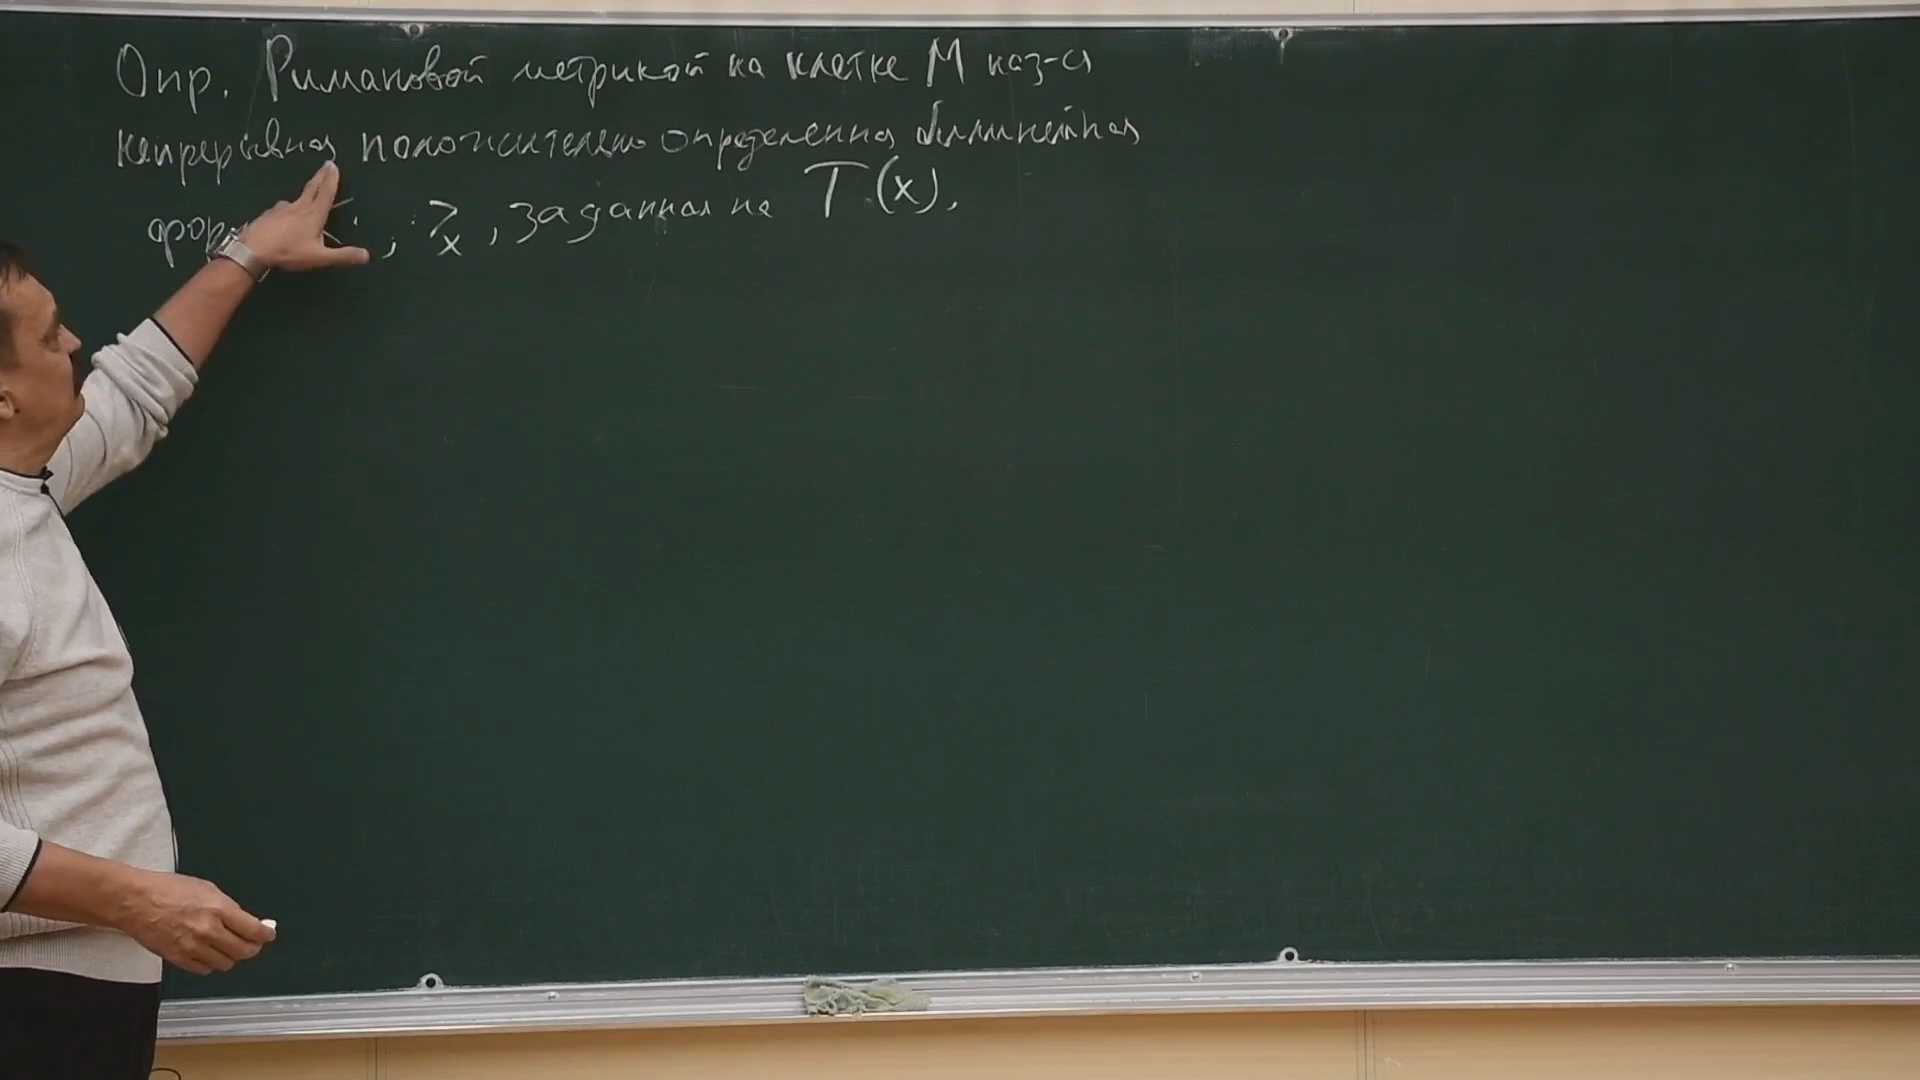 Опр. Римановой метрикой на клетке M наз-ся
непрерывная положительно определенная билинейная
⟨·, ·⟩ₓ, заданная на T(x).